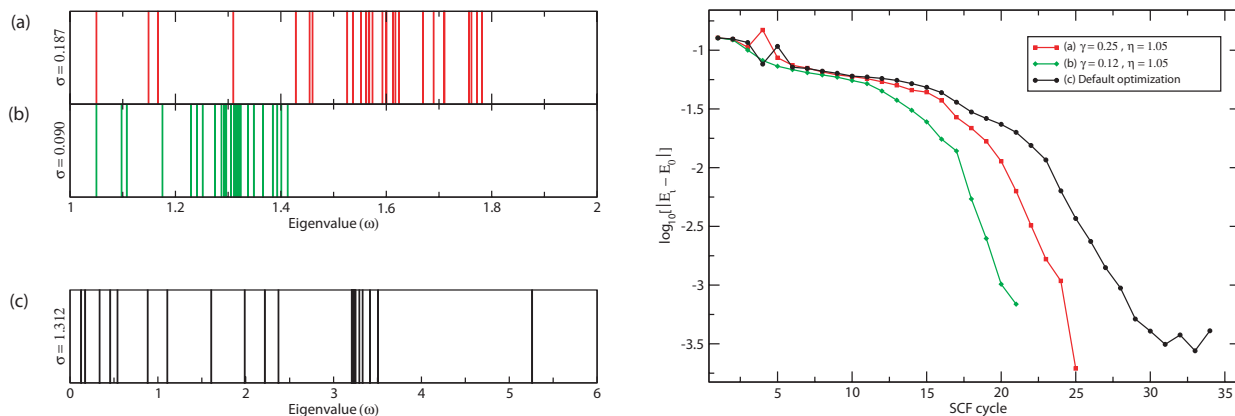 (a)
σ = 0.187
(b)
σ = 0.090
1 1.2 1.4 1.6 1.8 2
Eigenvalue (ω)
(c)
σ = 1.312
0 1 2 3 4 5 6
Eigenvalue (ω)
-1
-1.5
-2
-2.5
-3
-3.5
log10[|Eι − E0|]
(a) γ = 0.25 , η = 1.05
(b) γ = 0.12 , η = 1.05
(c) Default optimization
0 5 10 15 20 25 30 35
SCF cycle